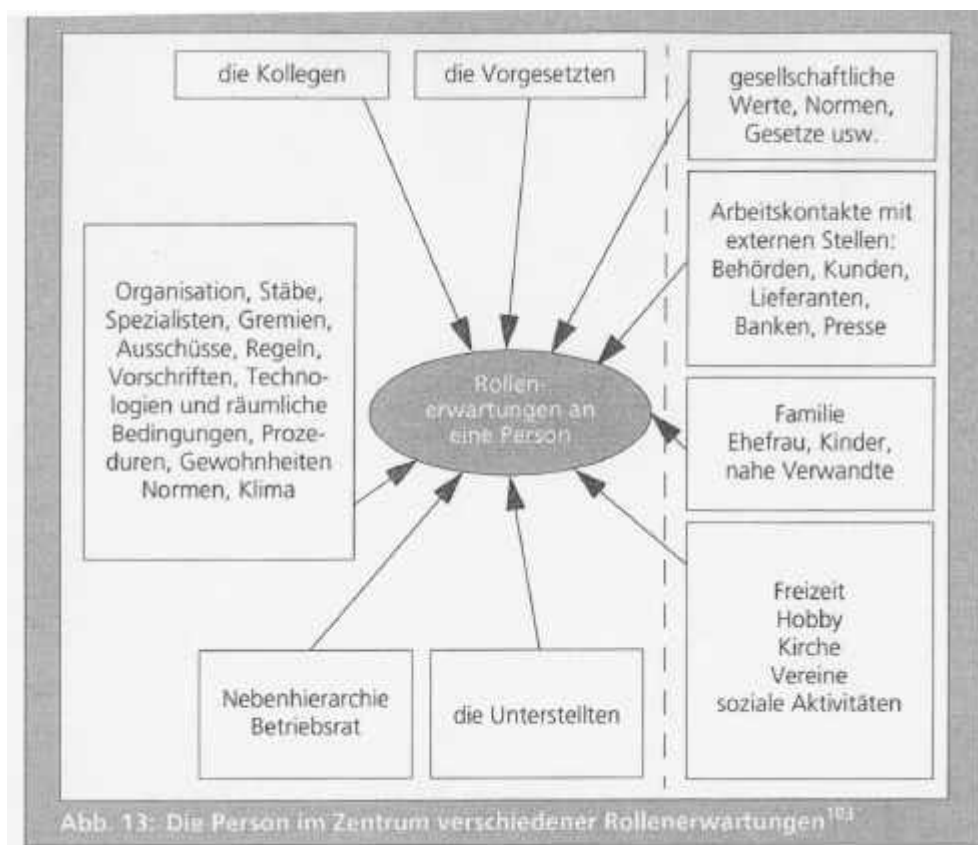 die Kollegen
die Vorgesetzten
gesellschaftliche
Werte, Normen,
Gesetze usw.
Arbeitskontakte mit
externen Stellen:
Behörden, Kunden,
Lieferanten,
Banken, Presse
Organisation, Stäbe,
Spezialisten, Gremien,
Ausschüsse, Regeln,
Vorschriften, Techno-
logien und räumliche
Bedingungen, Proze-
duren, Gewohnheiten
Normen, Klima
Rollen-
erwartungen an
eine Person
Familie
Ehefrau, Kinder,
nahe Verwandte
Freizeit
Hobby
Kirche
Vereine
soziale Aktivitäten
Nebenhierarchie
Betriebsrat
die Unterstellten
Abb. 13: Die Person im Zentrum verschiedener Rollenerwartungen103